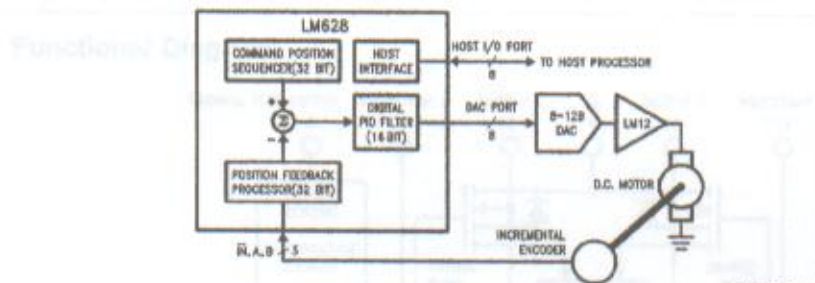 LM628
COMMAND POSITION
SEQUENCER(32 BIT)
HOST
INTERFACE
HOST I/O PORT
8
TO HOST PROCESSOR
+
Σ
−
DIGITAL
PID FILTER
(16 BIT)
DAC PORT
8
8-12B
DAC
LM12
POSITION FEEDBACK
PROCESSOR(32 BIT)
D.C. MOTOR
INCREMENTAL
ENCODER
IN, A, B
3
Functional